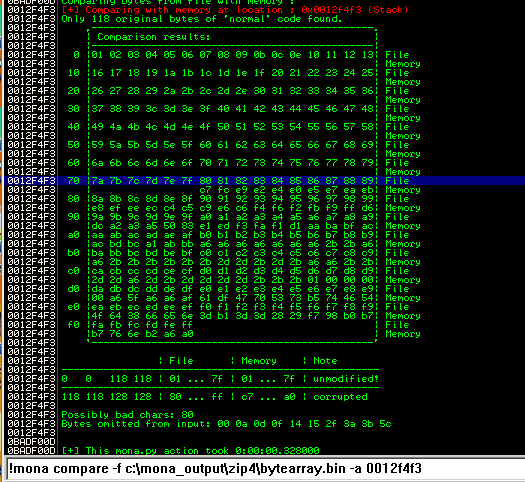 0BADF00D Comparing bytes from file with memory :
0012F4F3 [+] Comparing with memory at location : 0x0012f4f3 (Stack)
0012F4F3 Only 118 original bytes of 'normal' code found.
0012F4F3
0012F4F3 | Comparison results:
0012F4F3
0012F4F3 0 |01 02 03 04 05 06 07 08 09 0b 0c 0e 10 11 12 13| File
0012F4F3 | | Memory
0012F4F3 10 |16 17 18 19 1a 1b 1c 1d 1e 1f 20 21 22 23 24 25| File
0012F4F3 | | Memory
0012F4F3 20 |26 27 28 29 2a 2b 2c 2d 2e 30 31 32 33 34 35 36| File
0012F4F3 | | Memory
0012F4F3 30 |37 38 39 3c 3d 3e 3f 40 41 42 43 44 45 46 47 48| File
0012F4F3 | | Memory
0012F4F3 40 |49 4a 4b 4c 4d 4e 4f 50 51 52 53 54 55 56 57 58| File
0012F4F3 | | Memory
0012F4F3 50 |59 5a 5b 5d 5e 5f 60 61 62 63 64 65 66 67 68 69| File
0012F4F3 | | Memory
0012F4F3 60 |6a 6b 6c 6d 6e 6f 70 71 72 73 74 75 76 77 78 79| File
0012F4F3 | | Memory
0012F4F3 70 |7a 7b 7c 7d 7e 7f 80 81 82 83 84 85 86 87 88 89| File
0012F4F3 | c7 fc e9 e2 e4 e0 e5 e7 ea eb| Memory
0012F4F3 80 |8a 8b 8c 8d 8e 8f 90 91 92 93 94 95 96 97 98 99| File
0012F4F3 |e8 ef ee ec c4 c5 c9 e6 c6 f4 f6 f2 fb f9 ff d6| Memory
0012F4F3 90 |9a 9b 9c 9d 9e 9f a0 a1 a2 a3 a4 a5 a6 a7 a8 a9| File
0012F4F3 |dc a2 a3 a5 50 83 e1 ed f3 fa f1 d1 aa ba bf ac| Memory
0012F4F3 a0 |aa ab ac ad ae af b0 b1 b2 b3 b4 b5 b6 b7 b8 b9| File
0012F4F3 |ac bd bc a1 ab bb a6 a6 a6 a6 a6 a6 a6 2b 2b a6| Memory
0012F4F3 b0 |ba bb bc bd be bf c0 c1 c2 c3 c4 c5 c6 c7 c8 c9| File
0012F4F3 |a6 2b 2b 2b 2b 2b 2b 2d 2d 2b 2d 2b a6 a6 2b 2b| Memory
0012F4F3 c0 |ca cb cc cd ce cf d0 d1 d2 d3 d4 d5 d6 d7 d8 d9| File
0012F4F3 |2d 2d a6 2d 2b 2d 2d 2d 2d 2b 2b 2b 01 00 00 00| Memory
0012F4F3 d0 |da db dc dd de df e0 e1 e2 e3 e4 e5 e6 e7 e8 e9| File
0012F4F3 |00 a6 5f a6 a6 af 61 df 47 70 53 73 b5 74 46 54| Memory
0012F4F3 e0 |ea eb ec ed ee ef f0 f1 f2 f3 f4 f5 f6 f7 f8 f9| File
0012F4F3 |4f 64 38 66 65 6e 3d b1 3d 3d 28 29 f7 98 b0 b7| Memory
0012F4F3 f0 |fa fb fc fd fe ff | File
0012F4F3 |b7 76 6e b2 a6 a0 | Memory
0012F4F3
0012F4F3
0012F4F3 | File | Memory | Note
0012F4F3
0012F4F3 0 0 118 118 | 01 ... 7f | 01 ... 7f | unmodified!
0012F4F3
0012F4F3 118 118 128 128 | 80 ... ff | c7 ... a0 | corrupted
0012F4F3
0012F4F3 Possibly bad chars: 80
0012F4F3 Bytes omitted from input: 00 0a 0d 0f 14 15 2f 3a 3b 5c
0BADF00D
0BADF00D [+] This mona.py action took 0:00:00.328000
!mona compare -f c:\mona_output\zip4\bytearray.bin -a 0012f4f3